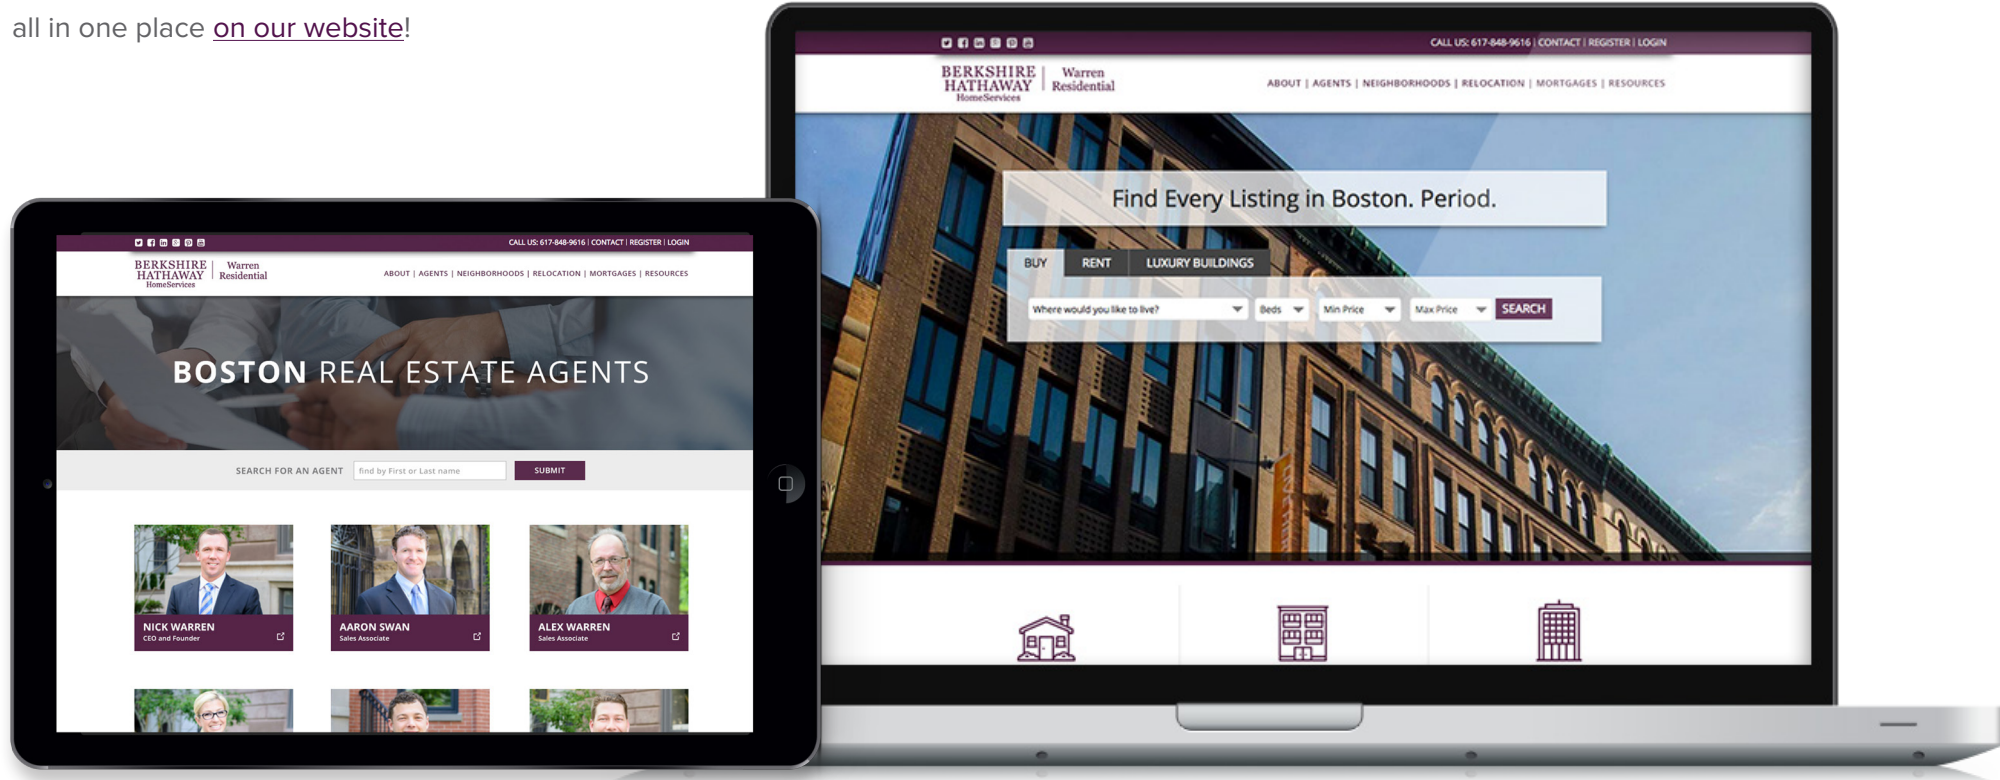 all in one place on our website!
CALL US: 617-848-9616 | CONTACT | REGISTER | LOGIN
BERKSHIRE HATHAWAY HomeServices | Warren Residential
ABOUT | AGENTS | NEIGHBORHOODS | RELOCATION | MORTGAGES | RESOURCES
BOSTON REAL ESTATE AGENTS
SEARCH FOR AN AGENT find by First or Last name SUBMIT
NICK WARREN
CEO and Founder
AARON SWAN
Sales Associate
ALEX WARREN
Sales Associate
CALL US: 617-848-9616 | CONTACT | REGISTER | LOGIN
BERKSHIRE HATHAWAY HomeServices | Warren Residential
ABOUT | AGENTS | NEIGHBORHOODS | RELOCATION | MORTGAGES | RESOURCES
Find Every Listing in Boston. Period.
BUY RENT LUXURY BUILDINGS
Where would you like to live? Beds Min Price Max Price SEARCH